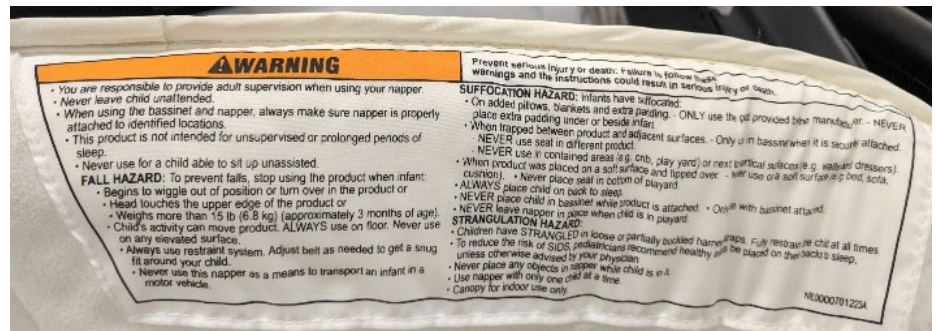 WARNING
• You are responsible to provide adult supervision when using your napper.
• Never leave child unattended.
• When using the bassinet and napper, always make sure napper is properly
attached to identified locations.
• This product is not intended for unsupervised or prolonged periods of
sleep.
• Never use for a child able to sit up unassisted.
FALL HAZARD: To prevent falls, stop using the product when infant:
• Begins to wiggle out of position or turn over in the product or
• Head touches the upper edge of the product or
• Weighs more than 15 lb (6.8 kg) (approximately 3 months of age).
• Child's activity can move product. ALWAYS use on floor. Never use
on any elevated surface.
• Always use restraint system. Adjust belt as needed to get a snug
fit around your child.
• Never use this napper as a means to transport an infant in a
motor vehicle.
Prevent serious injury or death. Failure to follow these
warnings and the instructions could result in serious injury or death.
SUFFOCATION HAZARD: Infants have suffocated:
• On added pillows, blankets and extra padding. - ONLY use the pad provided by manufacturer. - NEVER
place extra padding under or beside infant.
• When trapped between product and adjacent surfaces. - Only in bassinet when it is secure attached.
NEVER use seat in different product.
NEVER use in contained areas (e.g. crib, play yard) or next vertical surfaces (e.g. walls and dressers).
• When product was placed on a soft surface and tipped over. - use on a soft surface (e.g. bed, sofa,
cushion). • Never place seat in bottom of playard.
• ALWAYS place child on back to sleep.
• NEVER place child in bassinet while product is attached. • with bassinet attached.
• NEVER leave napper in place when child is in playard.
STRANGULATION HAZARD:
• Children have STRANGLED in loose or partially buckled harness straps. Fully restrain child at all times.
• To reduce the risk of SIDS, pediatricians recommend healthy be placed on their backs to sleep,
unless otherwise advised by your physician.
• Never place any objects in napper while child is in it.
• Use napper with only one child at a time.
• Canopy for indoor use only.